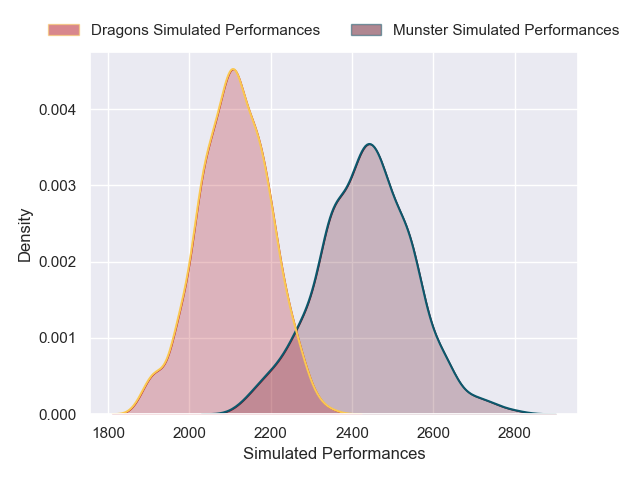 Dragons Simulated Performances Munster Simulated Performances
0.004
0.003
0.002
0.001
0.000
Density
1800 2000 2200 2400 2600 2800
Simulated Performances